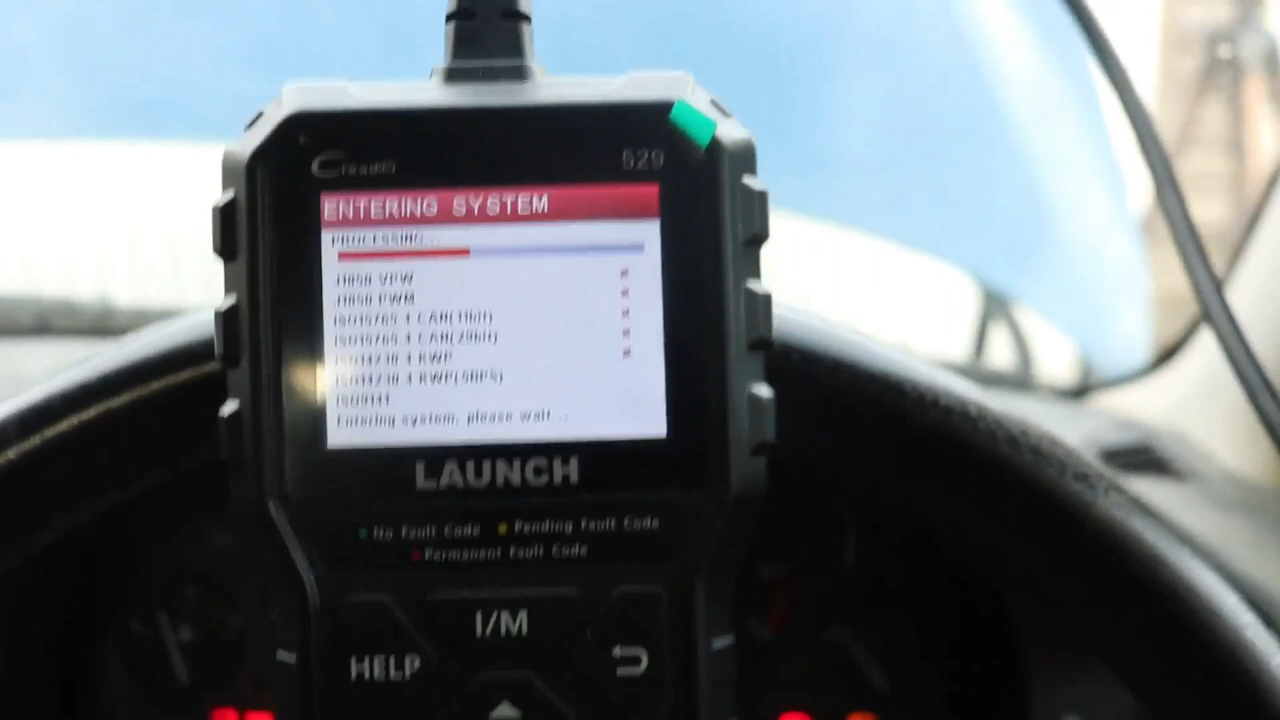 Creader 529
ENTERING SYSTEM
PROCESSING...
J1850 VPW
J1850 PWM
ISO15765-4 CAN(11bit)
ISO15765-4 CAN(29bit)
ISO14230-4 KWP
ISO14230-4 KWP(5BPS)
ISO9141
Entering system, please wait...
LAUNCH
No Fault Code Pending Fault Code
Permanent Fault Code
I/M
HELP